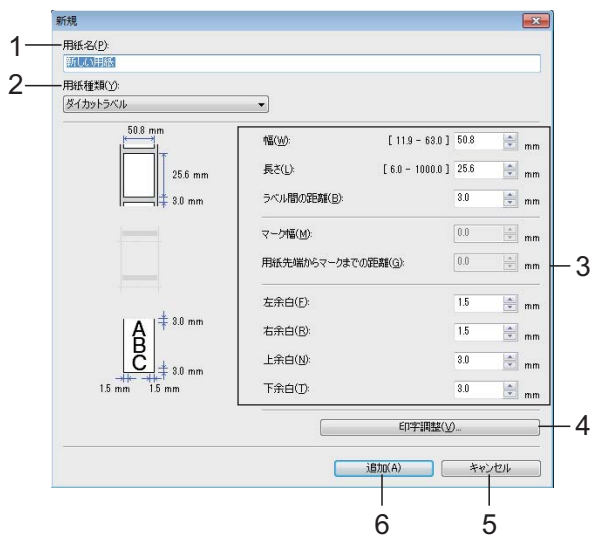 新規
1
用紙名(P):
新しい用紙
2
用紙種類(Y):
ダイカットラベル
50.8 mm
25.6 mm
3.0 mm
幅(W): [ 11.9 - 63.0 ] 50.8 mm
長さ(L): [ 6.0 - 1000.0 ] 25.6 mm
ラベル間の距離(B): 3.0 mm
マーク幅(M): 0.0 mm
用紙先端からマークまでの距離(G): 0.0 mm
3
左余白(F): 1.5 mm
右余白(R): 1.5 mm
上余白(N): 3.0 mm
下余白(T): 3.0 mm
3.0 mm
A
B
C
3.0 mm
1.5 mm 1.5 mm
印字調整(V)...
4
追加(A) キャンセル
6 5